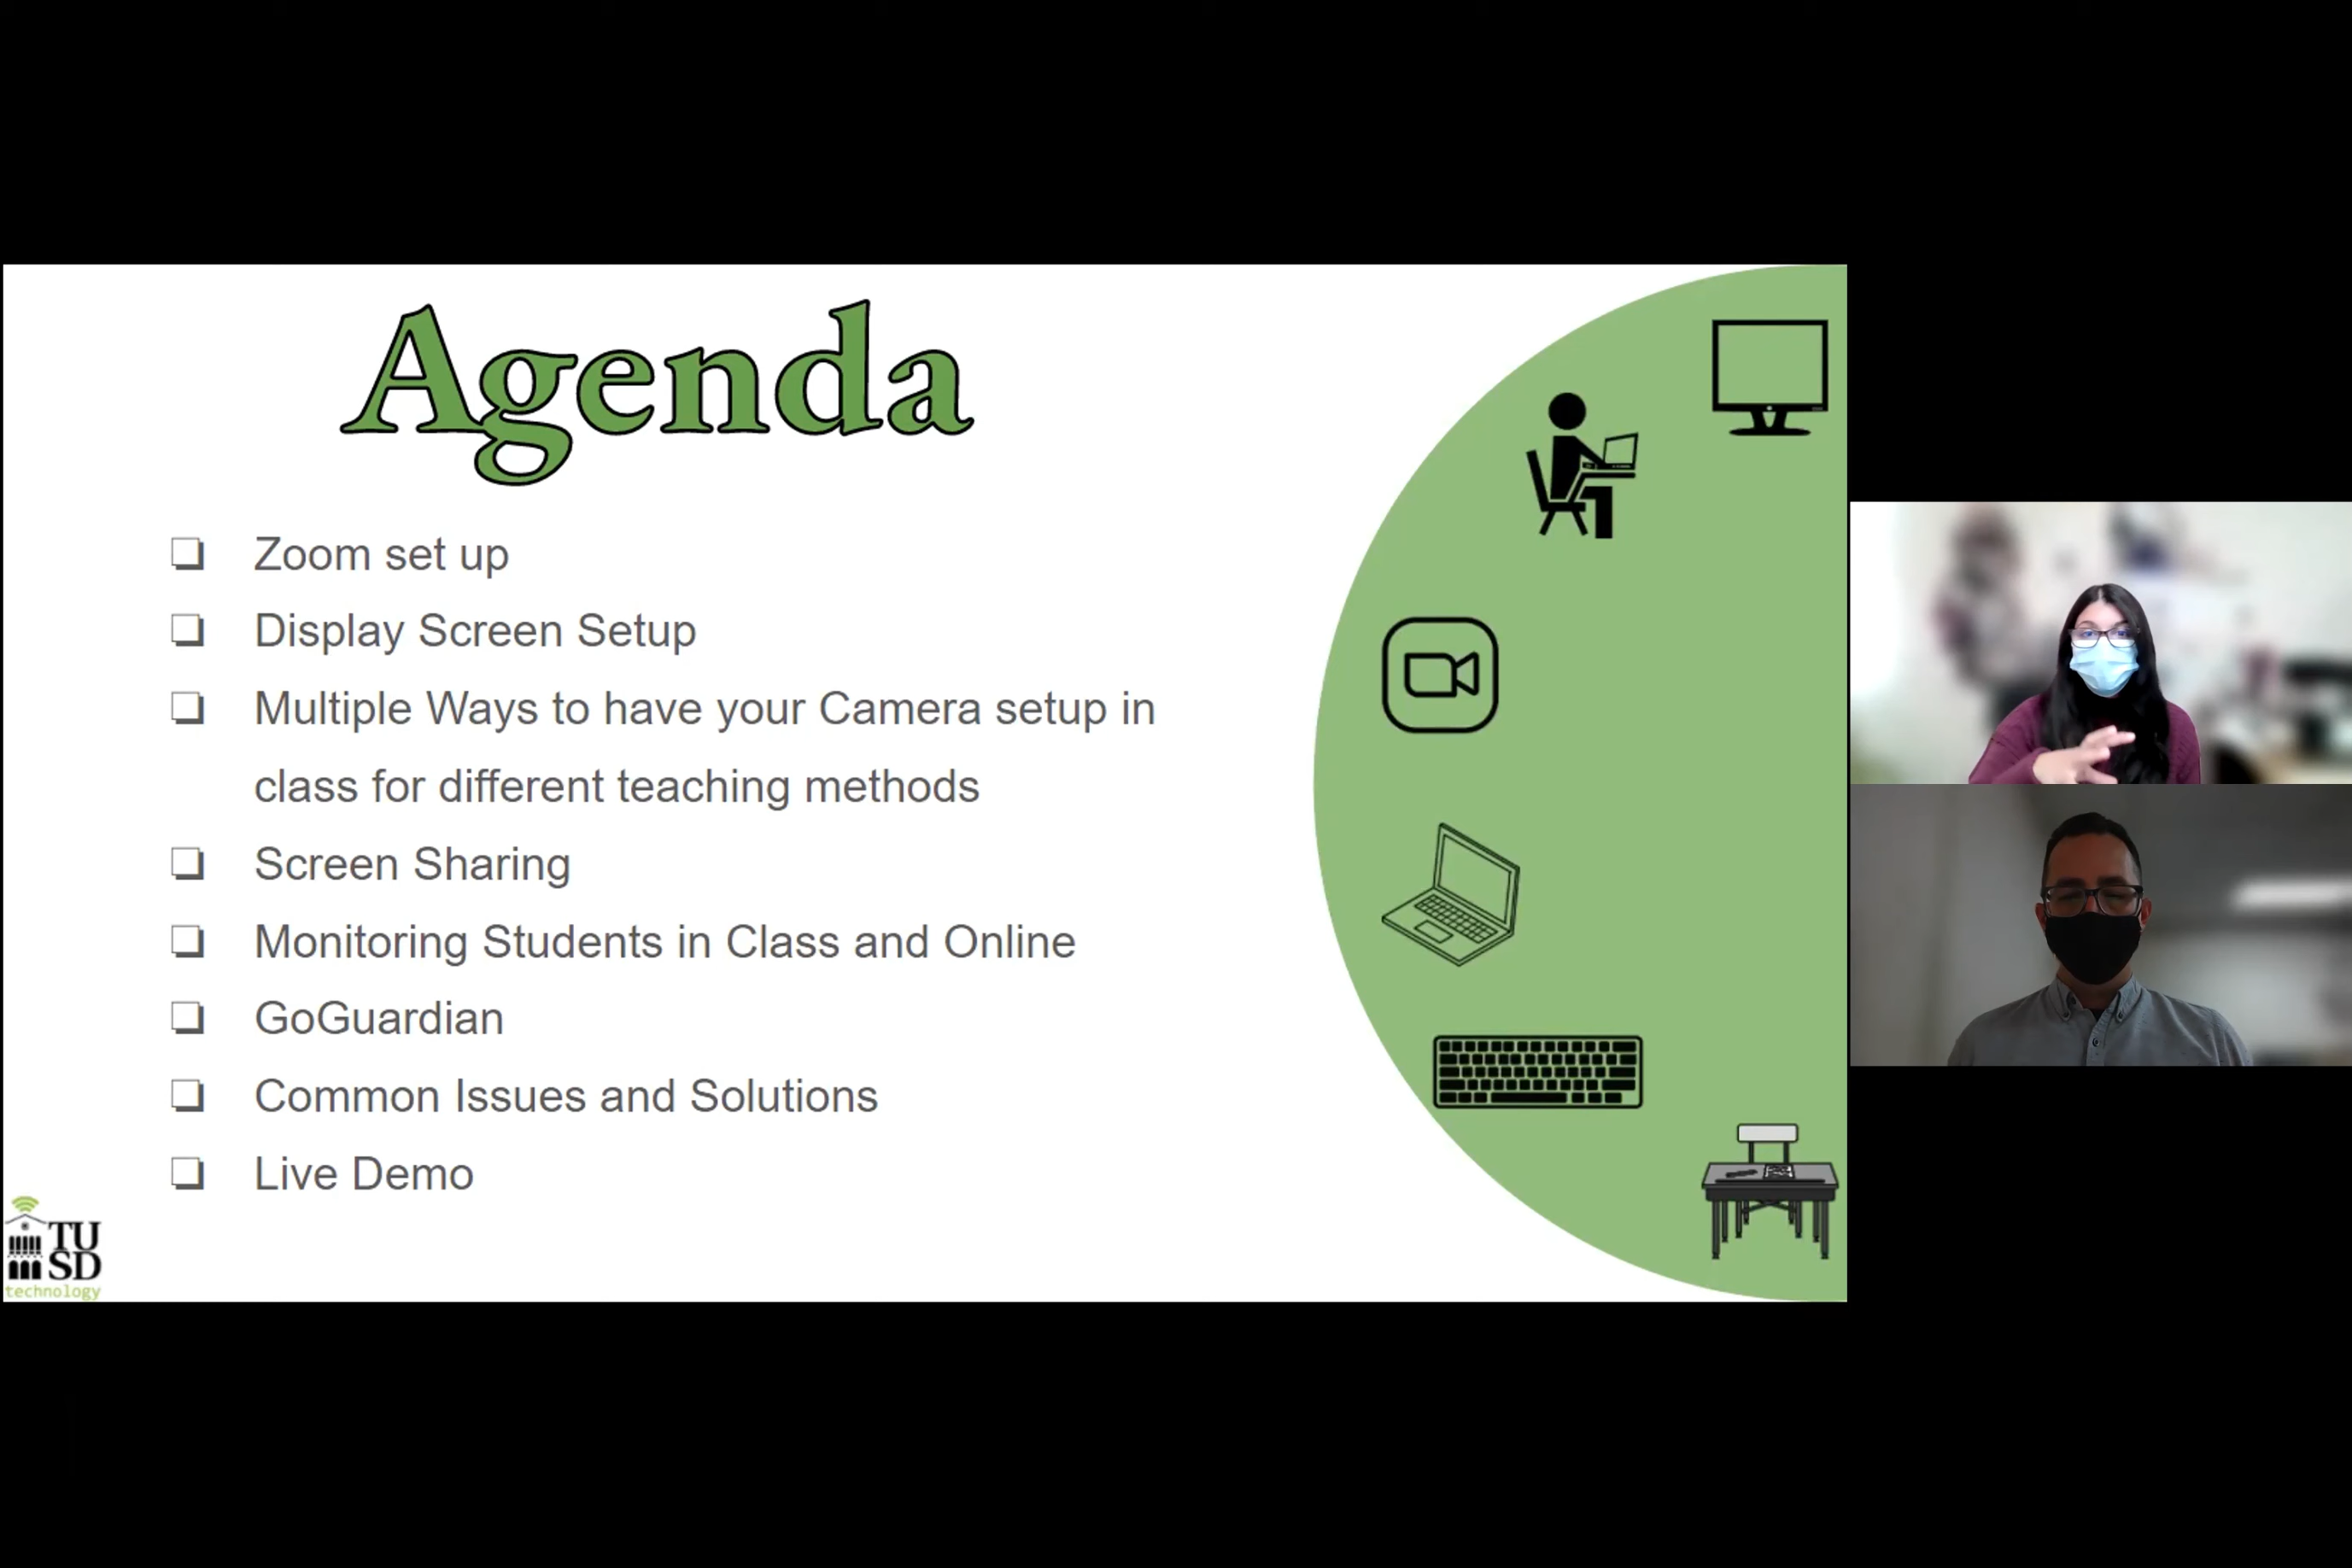 Agenda
Zoom set up
Display Screen Setup
Multiple Ways to have your Camera setup in
class for different teaching methods
Screen Sharing
Monitoring Students in Class and Online
GoGuardian
Common Issues and Solutions
Live Demo
TU
SD
technology